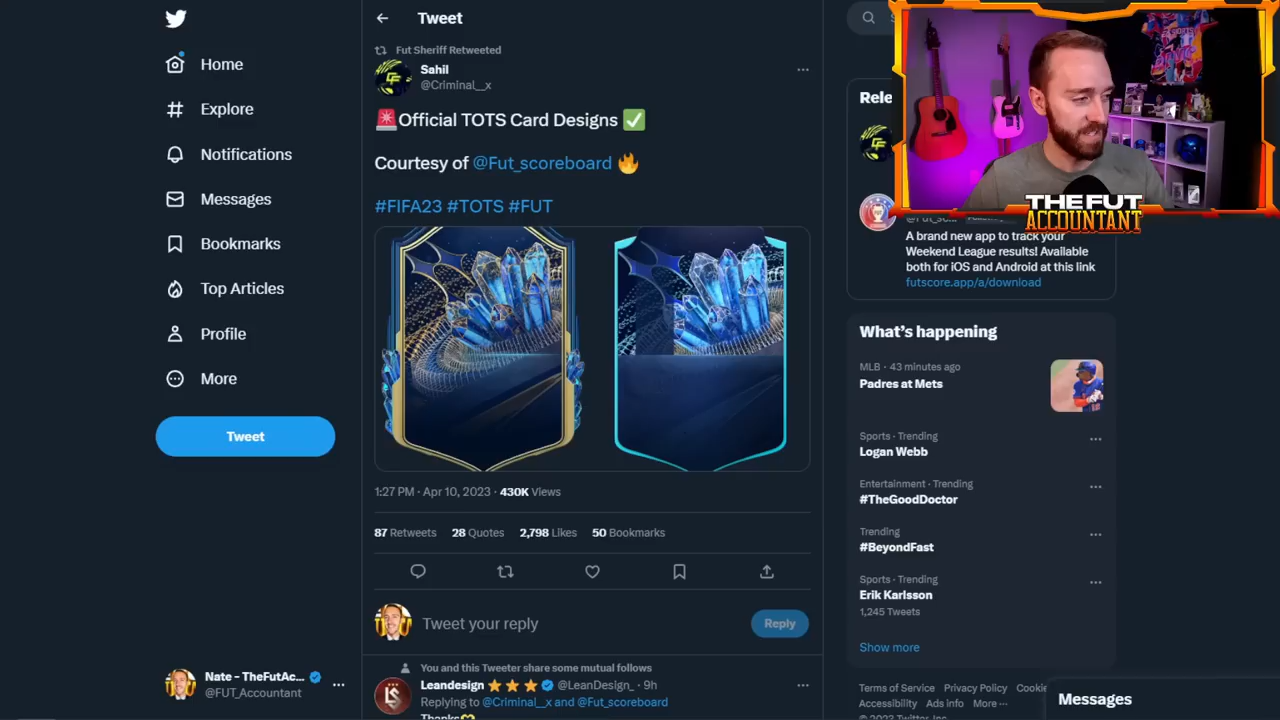 Home
Explore
Notifications
Messages
Bookmarks
Top Articles
Profile
More
Tweet
Nate - TheFutAc...
@FUT_Accountant
Tweet
Fut Sheriff Retweeted
Sahil
@Criminal__x
🚨Official TOTS Card Designs ✅
Courtesy of @Fut_scoreboard 🔥
#FIFA23 #TOTS #FUT
1:27 PM · Apr 10, 2023 · 430K Views
87 Retweets 28 Quotes 2,798 Likes 50 Bookmarks
Tweet your reply
Reply
You and this Tweeter share some mutual follows
Leandesign ⭐⭐⭐ @LeanDesign_ · 9h
Replying to @Criminal__x and @Fut_scoreboard
Thanks
Rele
THE FUT
ACCOUNTANT
A brand new app to track your
Weekend League results! Available
both for iOS and Android at this link
futscore.app/a/download
What's happening
MLB · 43 minutes ago
Padres at Mets
Sports · Trending
Logan Webb
Entertainment · Trending
#TheGoodDoctor
Trending
#BeyondFast
Sports · Trending
Erik Karlsson
1,245 Tweets
Show more
Terms of Service Privacy Policy Cookie
Accessibility Ads info More ···
© 2023 Twitter, Inc.
Messages